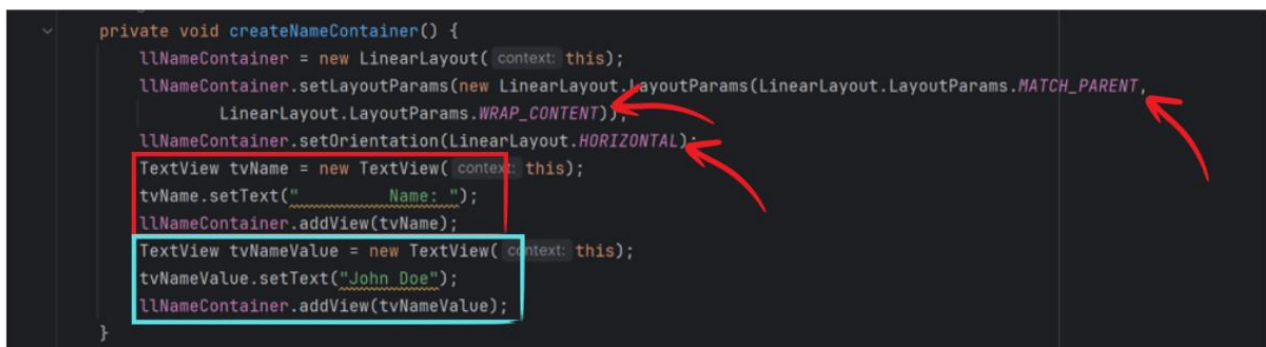 private void createNameContainer() {
llNameContainer = new LinearLayout( context: this);
llNameContainer.setLayoutParams(new LinearLayout.LayoutParams(LinearLayout.LayoutParams.MATCH_PARENT,
LinearLayout.LayoutParams.WRAP_CONTENT));
llNameContainer.setOrientation(LinearLayout.HORIZONTAL);
TextView tvName = new TextView( context: this);
tvName.setText("          Name: ");
llNameContainer.addView(tvName);
TextView tvNameValue = new TextView( context: this);
tvNameValue.setText("John Doe");
llNameContainer.addView(tvNameValue);
}